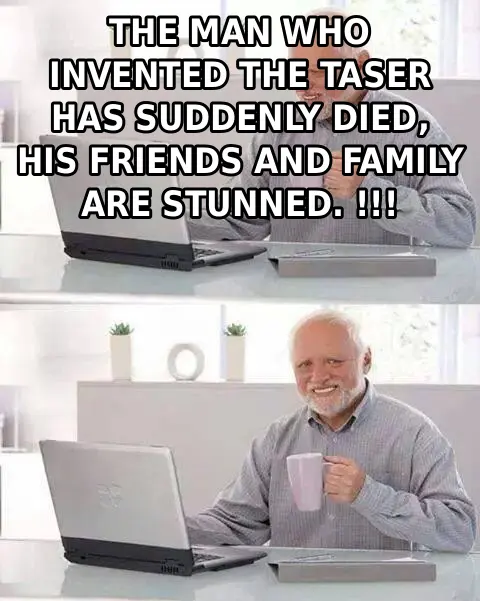 THE MAN WHO
INVENTED THE TASER
HAS SUDDENLY DIED,
HIS FRIENDS AND FAMILY
ARE STUNNED. !!!